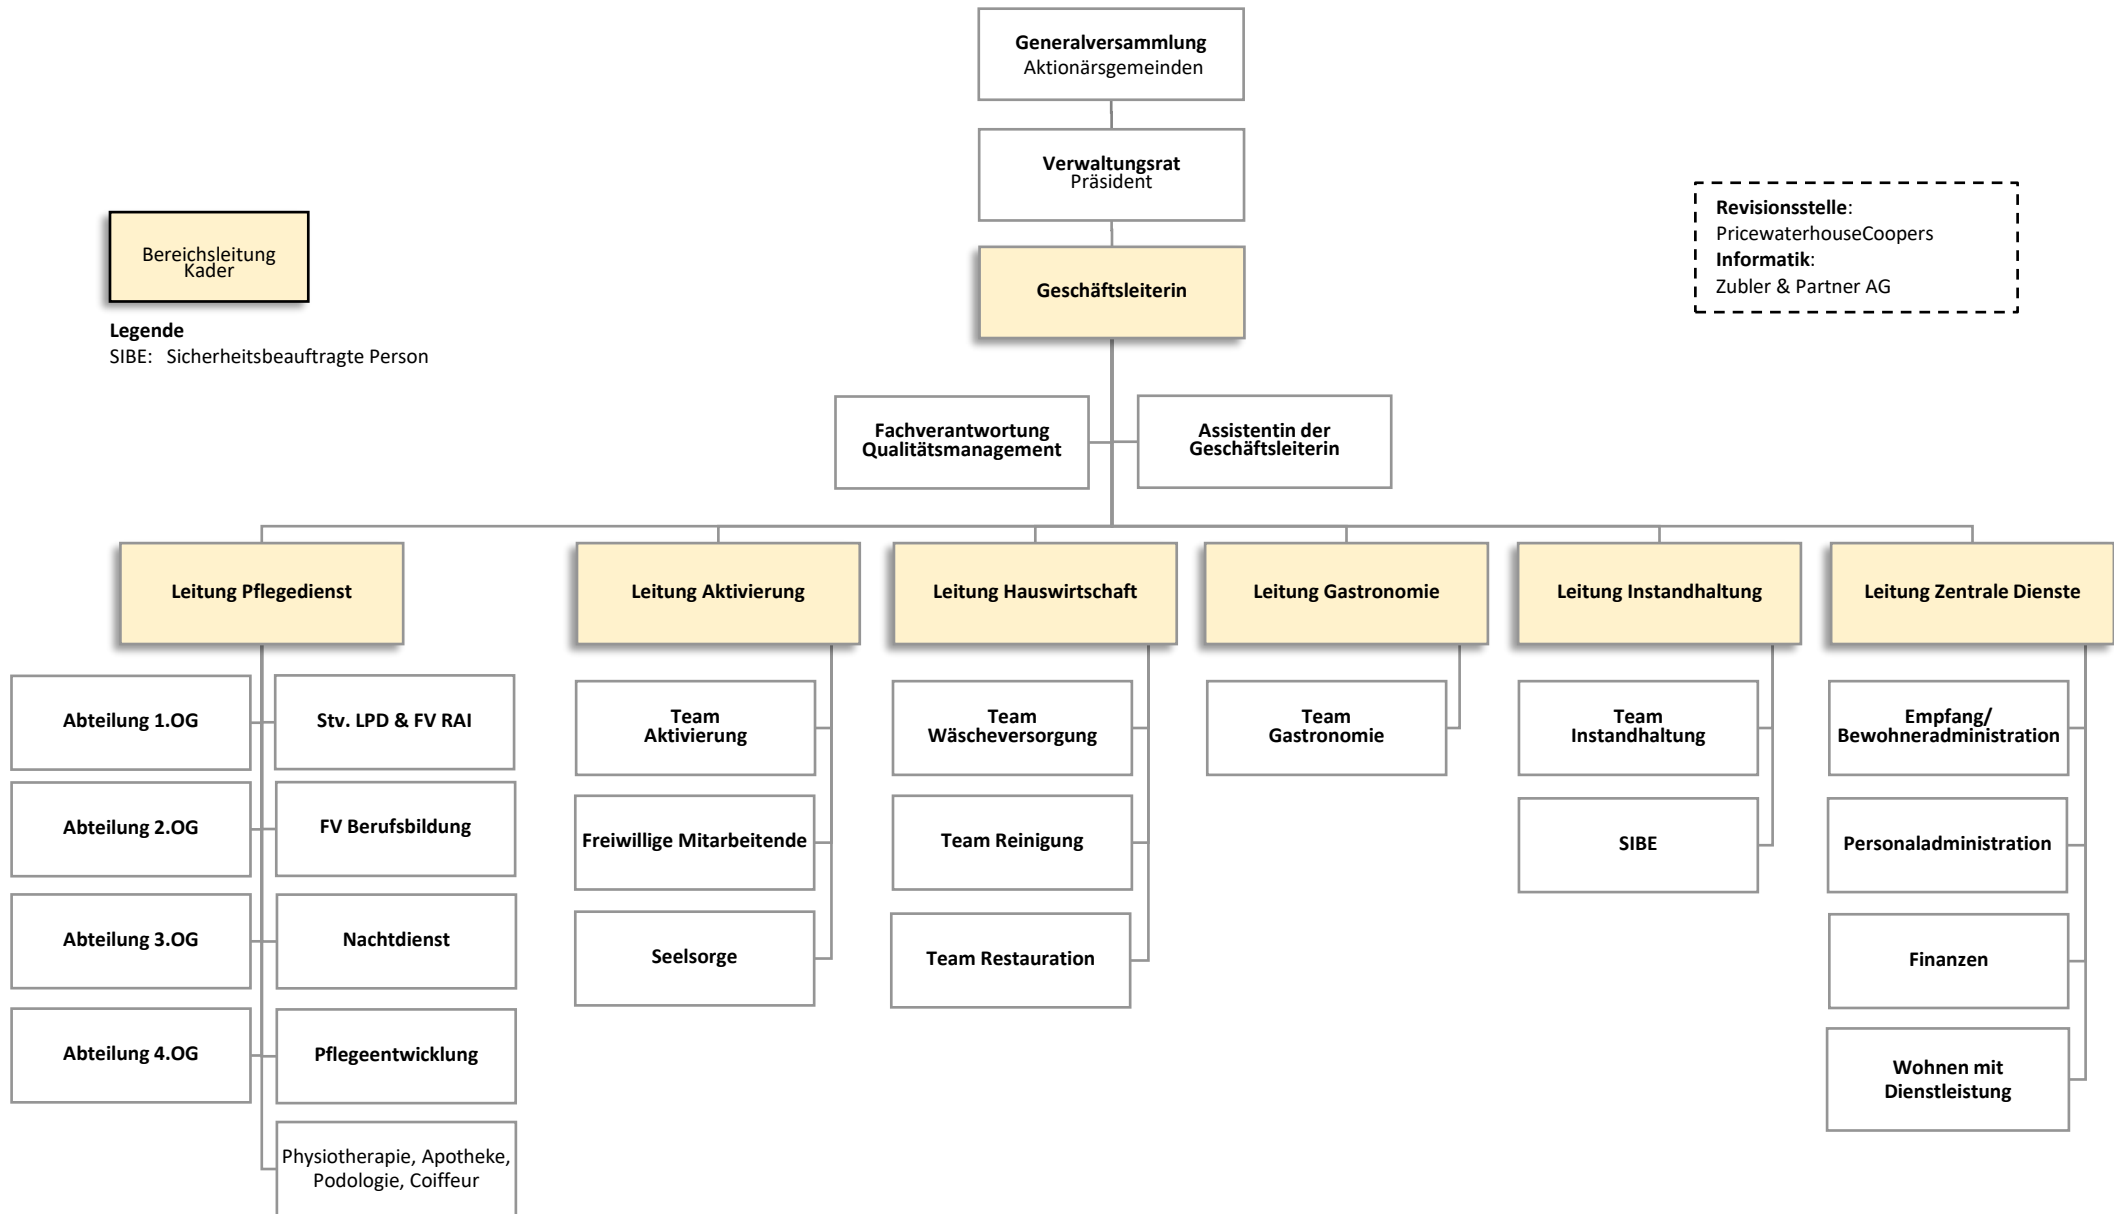 Generalversammlung
Aktionärsgemeinden
Verwaltungsrat
Präsident
Geschäftsleiterin
Bereichsleitung
Kader
Legende
SIBE: Sicherheitsbeauftragte Person
Revisionsstelle:
PricewaterhouseCoopers
Informatik:
Zubler & Partner AG
Fachverantwortung
Qualitätsmanagement
Assistentin der
Geschäftsleiterin
Leitung Pflegedienst
Leitung Aktivierung
Leitung Hauswirtschaft
Leitung Gastronomie
Leitung Instandhaltung
Leitung Zentrale Dienste
Abteilung 1.OG
Stv. LPD & FV RAI
Abteilung 2.OG
FV Berufsbildung
Abteilung 3.OG
Nachtdienst
Abteilung 4.OG
Pflegeentwicklung
Physiotherapie, Apotheke,
Podologie, Coiffeur
Team
Aktivierung
Freiwillige Mitarbeitende
Seelsorge
Team
Wäscheversorgung
Team Reinigung
Team Restauration
Team
Gastronomie
Team
Instandhaltung
SIBE
Empfang/
Bewohneradministration
Personaladministration
Finanzen
Wohnen mit
Dienstleistung